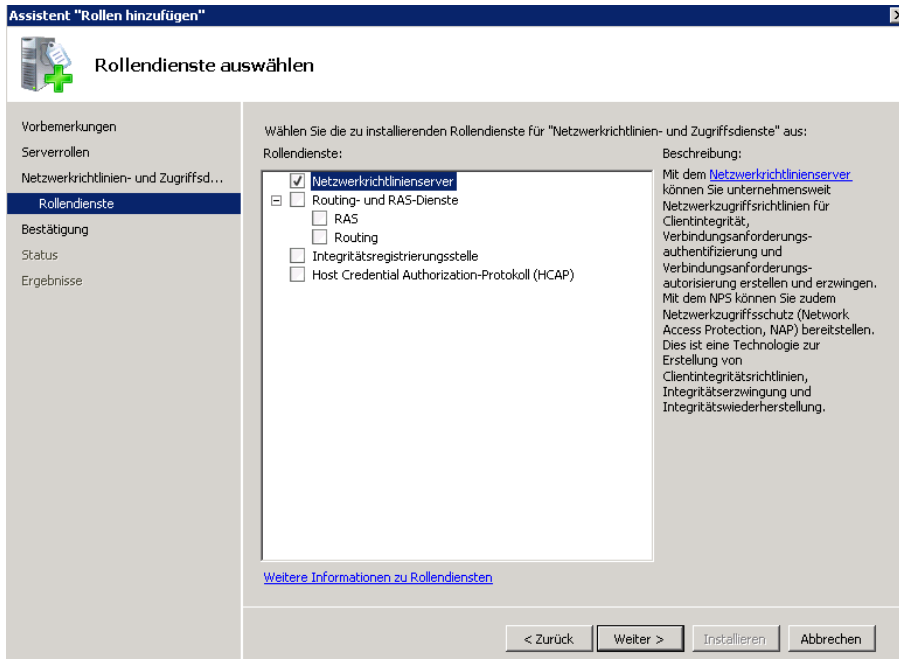 Assistent "Rollen hinzufügen"
Rollendienste auswählen
Vorbemerkungen
Serverrollen
Netzwerkrichtlinien- und Zugriffsd...
Rollendienste
Bestätigung
Status
Ergebnisse
Wählen Sie die zu installierenden Rollendienste für "Netzwerkrichtlinien- und Zugriffsdienste" aus:
Rollendienste:
Netzwerkrichtlinienserver
Routing- und RAS-Dienste
RAS
Routing
Integritätsregistrierungsstelle
Host Credential Authorization-Protokoll (HCAP)
Weitere Informationen zu Rollendiensten
Beschreibung:
Mit dem Netzwerkrichtlinienserver
können Sie unternehmensweit
Netzwerkzugriffsrichtlinien für
Clientintegrität,
Verbindungsanforderungs-
authentifizierung und
Verbindungsanforderungs-
autorisierung erstellen und erzwingen.
Mit dem NPS können Sie zudem
Netzwerkzugriffsschutz (Network
Access Protection, NAP) bereitstellen.
Dies ist eine Technologie zur
Erstellung von
Clientintegritätsrichtlinien,
Integritätserzwingung und
Integritätswiederherstellung.
< Zurück
Weiter >
Installieren
Abbrechen